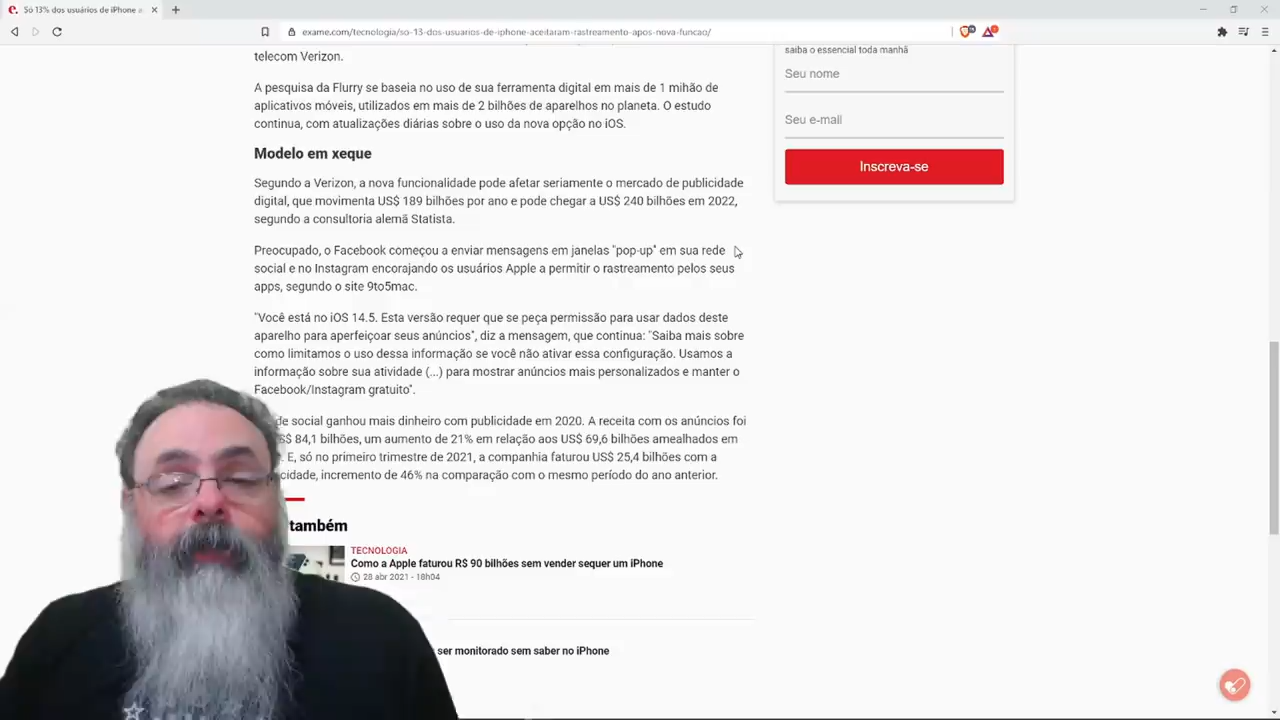 Só 13% dos usuários de iPhone a
exame.com/tecnologia/so-13-dos-usuarios-de-iphone-aceitaram-rastreamento-apos-nova-funcao/
telecom Verizon.
A pesquisa da Flurry se baseia no uso de sua ferramenta digital em mais de 1 mihão de
aplicativos móveis, utilizados em mais de 2 bilhões de aparelhos no planeta. O estudo
continua, com atualizações diárias sobre o uso da nova opção no iOS.
Modelo em xeque
Segundo a Verizon, a nova funcionalidade pode afetar seriamente o mercado de publicidade
digital, que movimenta US$ 189 bilhões por ano e pode chegar a US$ 240 bilhões em 2022,
segundo a consultoria alemã Statista.
Preocupado, o Facebook começou a enviar mensagens em janelas "pop-up" em sua rede
social e no Instagram encorajando os usuários Apple a permitir o rastreamento pelos seus
apps, segundo o site 9to5mac.
"Você está no iOS 14.5. Esta versão requer que se peça permissão para usar dados deste
aparelho para aperfeiçoar seus anúncios", diz a mensagem, que continua: "Saiba mais sobre
como limitamos o uso dessa informação se você não ativar essa configuração. Usamos a
informação sobre sua atividade (...) para mostrar anúncios mais personalizados e manter o
Facebook/Instagram gratuito".
de social ganhou mais dinheiro com publicidade em 2020. A receita com os anúncios foi
$ 84,1 bilhões, um aumento de 21% em relação aos US$ 69,6 bilhões amealhados em
. E, só no primeiro trimestre de 2021, a companhia faturou US$ 25,4 bilhões com a
cidade, incremento de 46% na comparação com o mesmo período do ano anterior.
também
TECNOLOGIA
Como a Apple faturou R$ 90 bilhões sem vender sequer um iPhone
28 abr 2021 - 18h04
ser monitorado sem saber no iPhone
saiba o essencial toda manhã
Seu nome
Seu e-mail
Inscreva-se